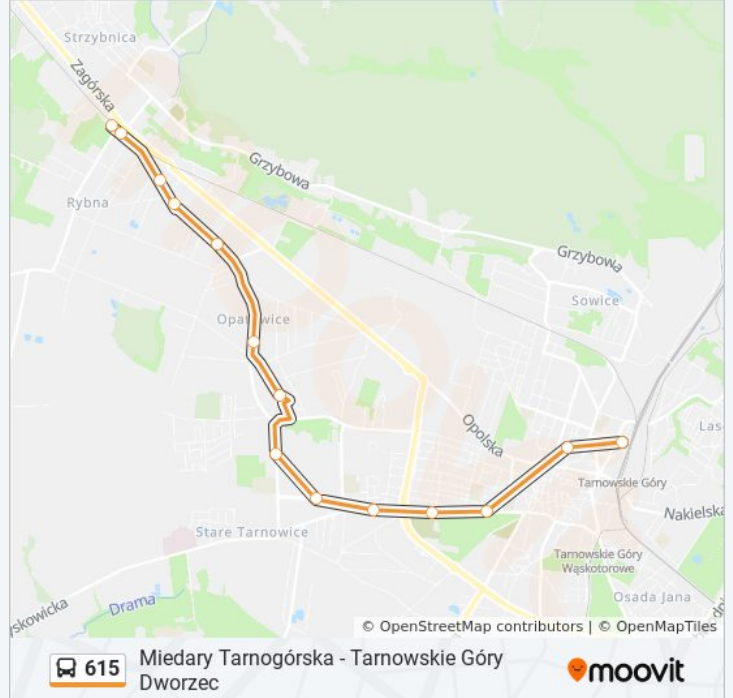 Strzybnica
Zagórska
Grzybowa
Rybna
Grzybowa
Sowice
Opatowice
Opolska
Las
Tarnowskie Góry
Nakielska
Stare Tarnowice
Tarnowskie Góry
Wąskotorowe
Drama
yskowicka
Osada Jana
© OpenStreetMap contributors | © OpenMapTiles
615
Miedary Tarnogórska - Tarnowskie Góry
Dworzec
moovit